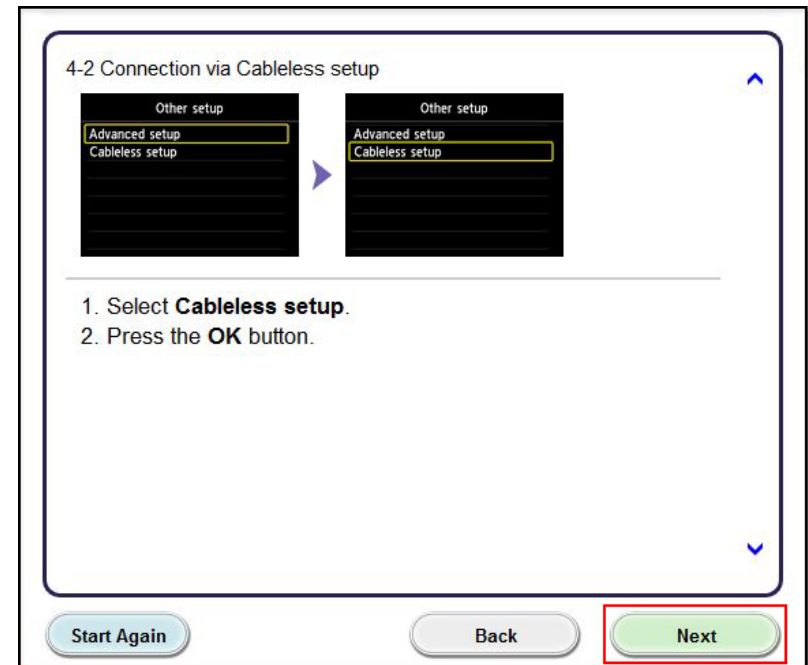 4-2 Connection via Cableless setup
Other setup
Advanced setup
Cableless setup
Other setup
Advanced setup
Cableless setup
1. Select Cableless setup.
2. Press the OK button.
Start Again
Back
Next